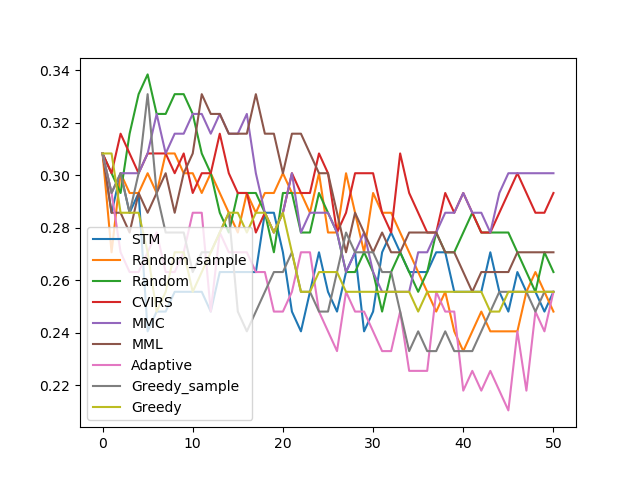 0.34
0.32
0.30
0.28
0.26
0.24
0.22
STM
Random_sample
Random
CVIRS
MMC
MML
Adaptive
Greedy_sample
Greedy
0 10 20 30 40 50